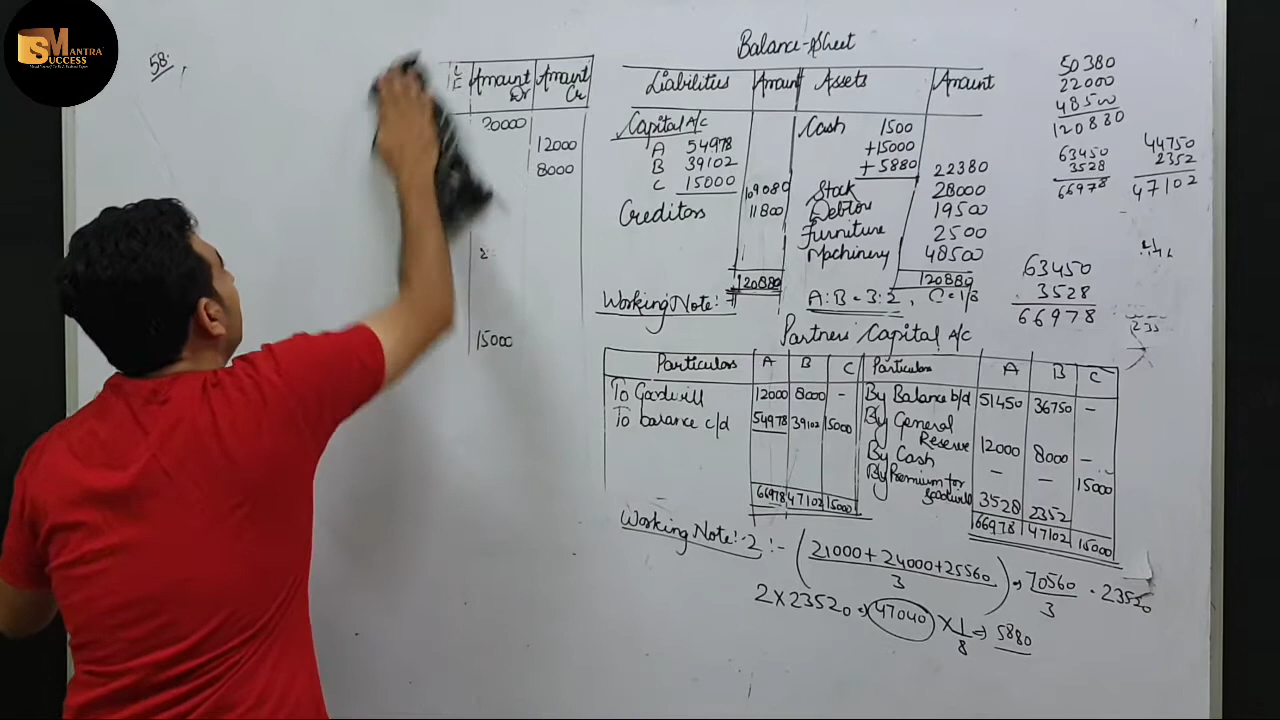 SMANTRA
SUCCESS
58.
Amount Dr
Amount Cr
20000
12000
8000
15000
Balance-Sheet
Liabilities Amount Assets Amount
Capital A/c
A 54978
B 39102
C 15000
109080
Creditors 11800
120880
Cash 1500
+15000
+5880 22380
Stock 28000
Debtors 19500
Furniture 2500
Machinery 48500
120880
50380
22000
48500
120880
63450
3528
66978
44750
2352
47102
63450
3528
66978
235
Working Note:-1
A:B = 3:2, C = 1/8
Partners' Capital A/c
Particulars A B C Particulars A B C
To Goodwill 12000 8000 - By Balance b/d 51450 36750 -
To balance c/d 54978 39102 15000 By General
Reserve 12000 8000 -
By Cash - - 15000
By Premium for
Goodwill 3528 2352
66978 47102 15000 66978 47102 15000
Working Note:-2 :- (21000+24000+25560 / 3) => 70560 / 3 = 23520
2×23520 => 47040 × 1/8 => 5880